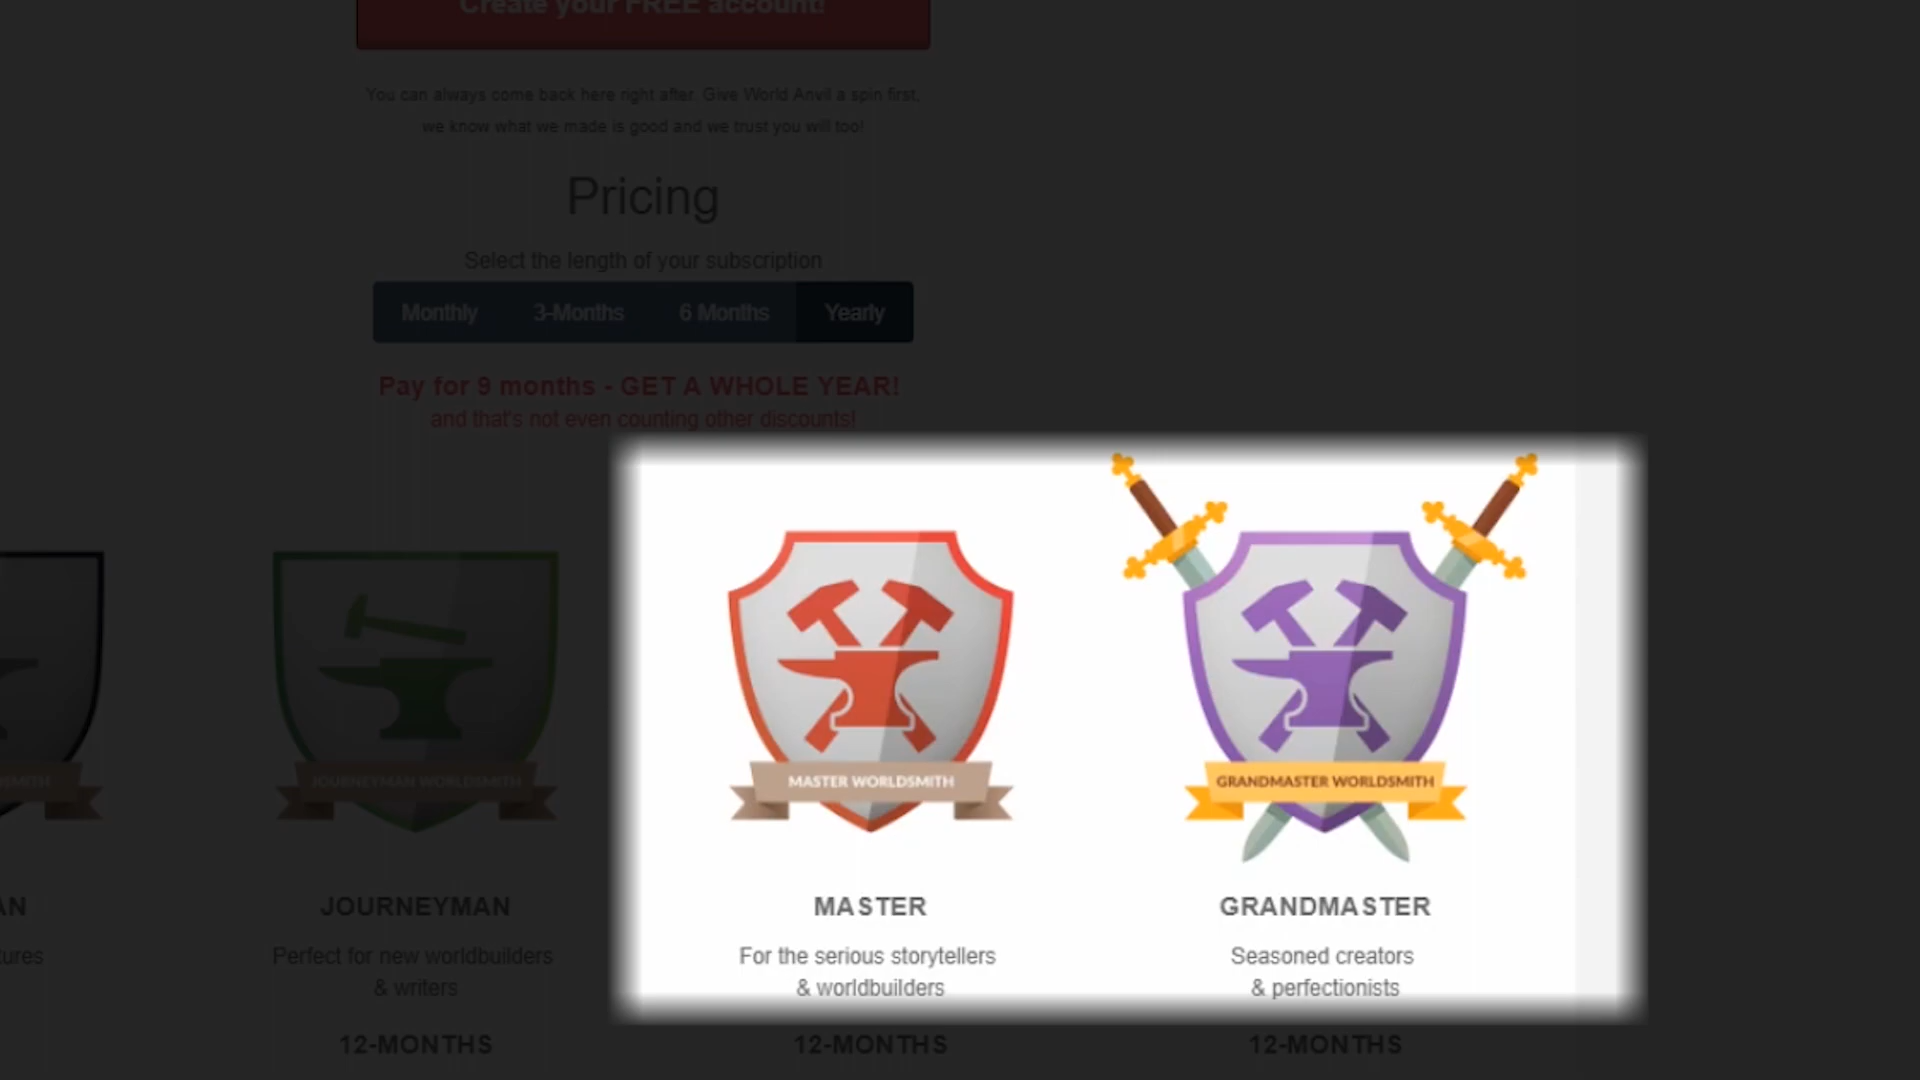 Create your FREE account!
You can always come back here right after. Give World Anvil a spin first,
we know what we made is good and we trust you will too!
Pricing
Select the length of your subscription
Monthly 3-Months 6 Months Yearly
Pay for 9 months - GET A WHOLE YEAR!
and that's not even counting other discounts!
JOURNEYMAN WORLDSMITH
MASTER WORLDSMITH
GRANDMASTER WORLDSMITH
JOURNEYMAN
Perfect for new worldbuilders
& writers
12-MONTHS
MASTER
For the serious storytellers
& worldbuilders
12-MONTHS
GRANDMASTER
Seasoned creators
& perfectionists
12-MONTHS